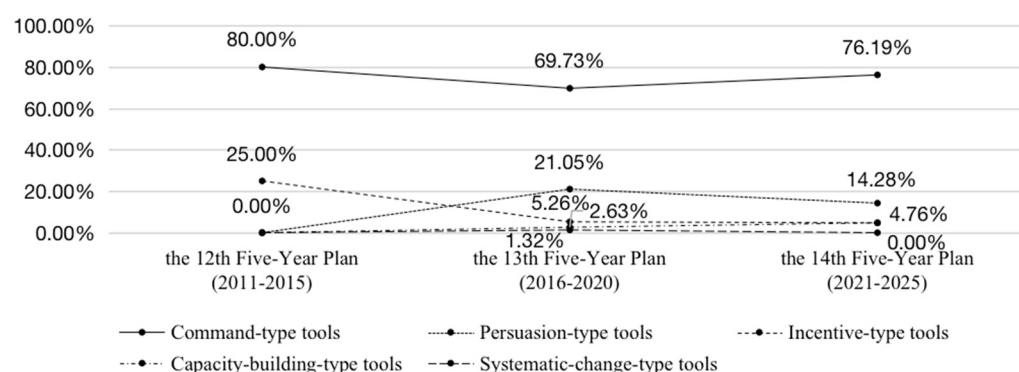 100.00%
80.00%
60.00%
40.00%
20.00%
0.00%
80.00%
69.73%
76.19%
25.00%
21.05%
14.28%
0.00%
5.26%
2.63%
4.76%
1.32%
0.00%
the 12th Five-Year Plan
(2011-2015)
the 13th Five-Year Plan
(2016-2020)
the 14th Five-Year Plan
(2021-2025)
Command-type tools
Persuasion-type tools
Incentive-type tools
Capacity-building-type tools
Systematic-change-type tools